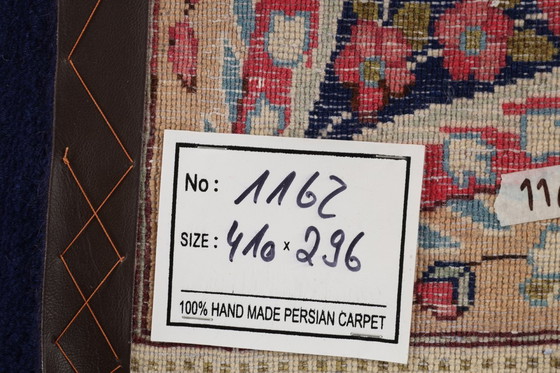 No: 1162
SIZE: 410 x 296
100% HAND MADE PERSIAN CARPET